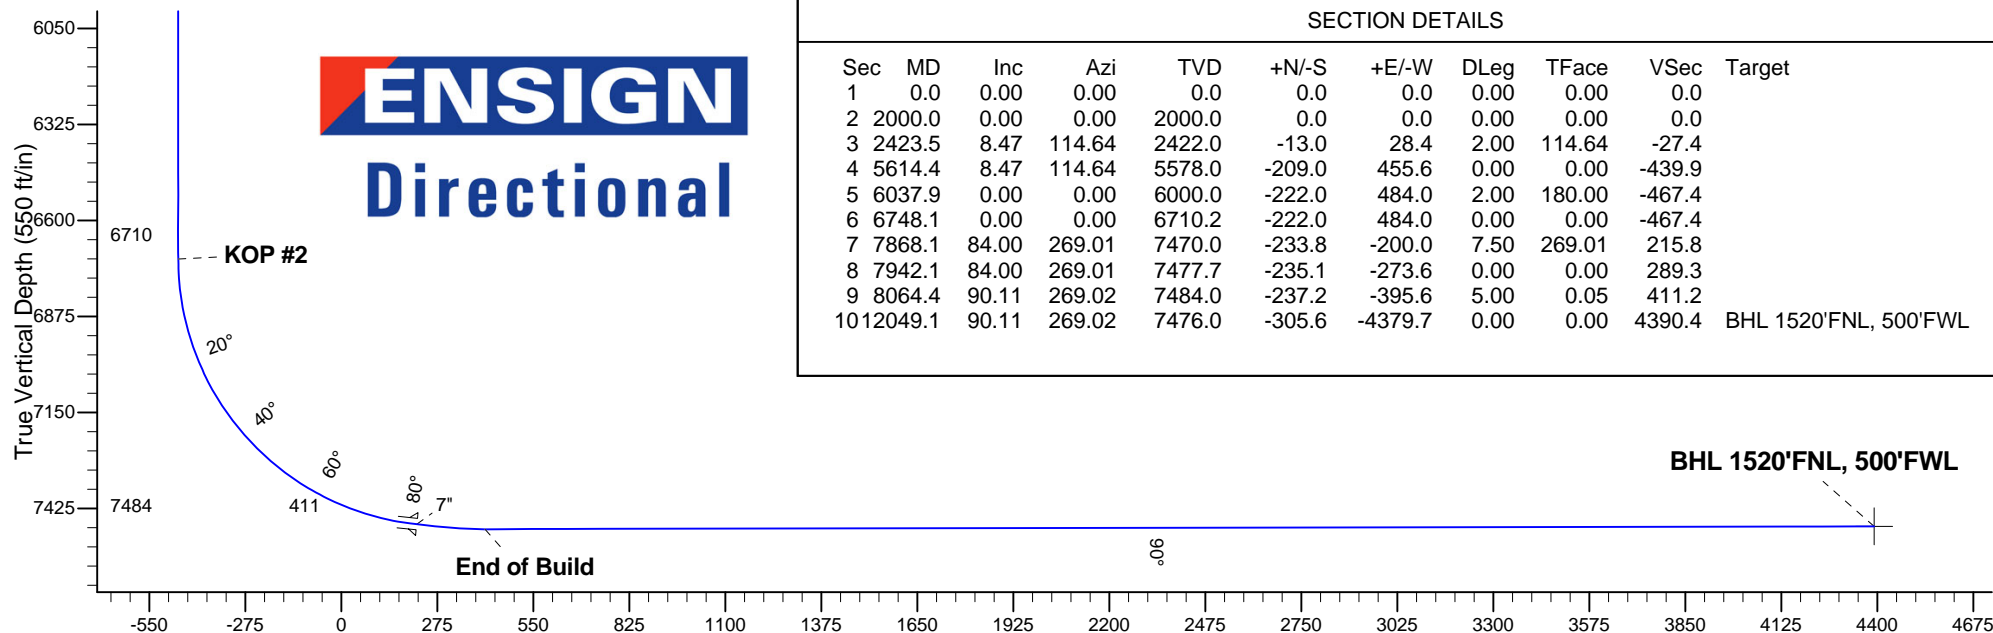 SECTION DETAILS
Sec MD Inc Azi TVD +N/-S +E/-W DLeg TFace VSec Target
1 0.0 0.00 0.00 0.0 0.0 0.0 0.00 0.00 0.0
2 2000.0 0.00 0.00 2000.0 0.0 0.0 0.00 0.00 0.0
3 2423.5 8.47 114.64 2422.0 -13.0 28.4 2.00 114.64 -27.4
4 5614.4 8.47 114.64 5578.0 -209.0 455.6 0.00 0.00 -439.9
5 6037.9 0.00 0.00 6000.0 -222.0 484.0 2.00 180.00 -467.4
6 6748.1 0.00 0.00 6710.2 -222.0 484.0 0.00 0.00 -467.4
7 7868.1 84.00 269.01 7470.0 -233.8 -200.0 7.50 269.01 215.8
8 7942.1 84.00 269.01 7477.7 -235.1 -273.6 0.00 0.00 289.3
9 8064.4 90.11 269.02 7484.0 -237.2 -395.6 5.00 0.05 411.2
10 12049.1 90.11 269.02 7476.0 -305.6 -4379.7 0.00 0.00 4390.4 BHL 1520'FNL, 500'FWL
ENSIGN
Directional
True Vertical Depth (550 ft/in)
6050
6325
6600
6875
7150
7425
6710
KOP #2
20°
40°
60°
80°
7"
7484
411
End of Build
90°
BHL 1520'FNL, 500'FWL
-550 -275 0 275 550 825 1100 1375 1650 1925 2200 2475 2750 3025 3300 3575 3850 4125 4400 4675